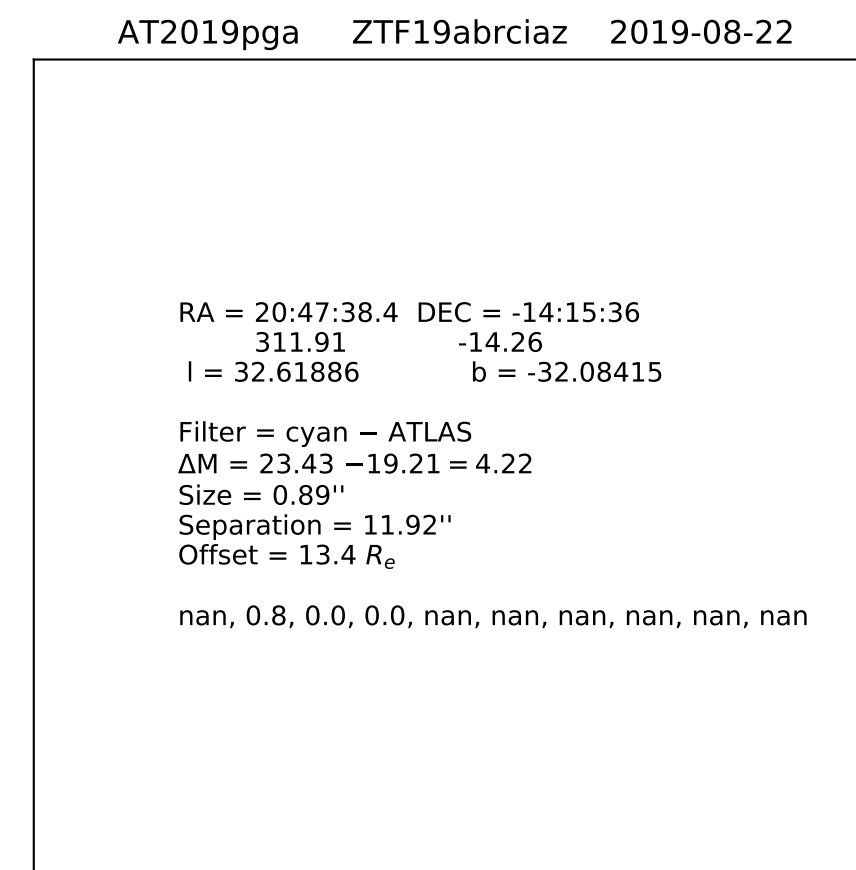 AT2019pga ZTF19abrciaz 2019-08-22
RA = 20:47:38.4 DEC = -14:15:36
311.91 -14.26
l = 32.61886 b = -32.08415
Filter = cyan − ATLAS
ΔM = 23.43 −19.21 = 4.22
Size = 0.89''
Separation = 11.92''
Offset = 13.4 Re
nan, 0.8, 0.0, 0.0, nan, nan, nan, nan, nan, nan